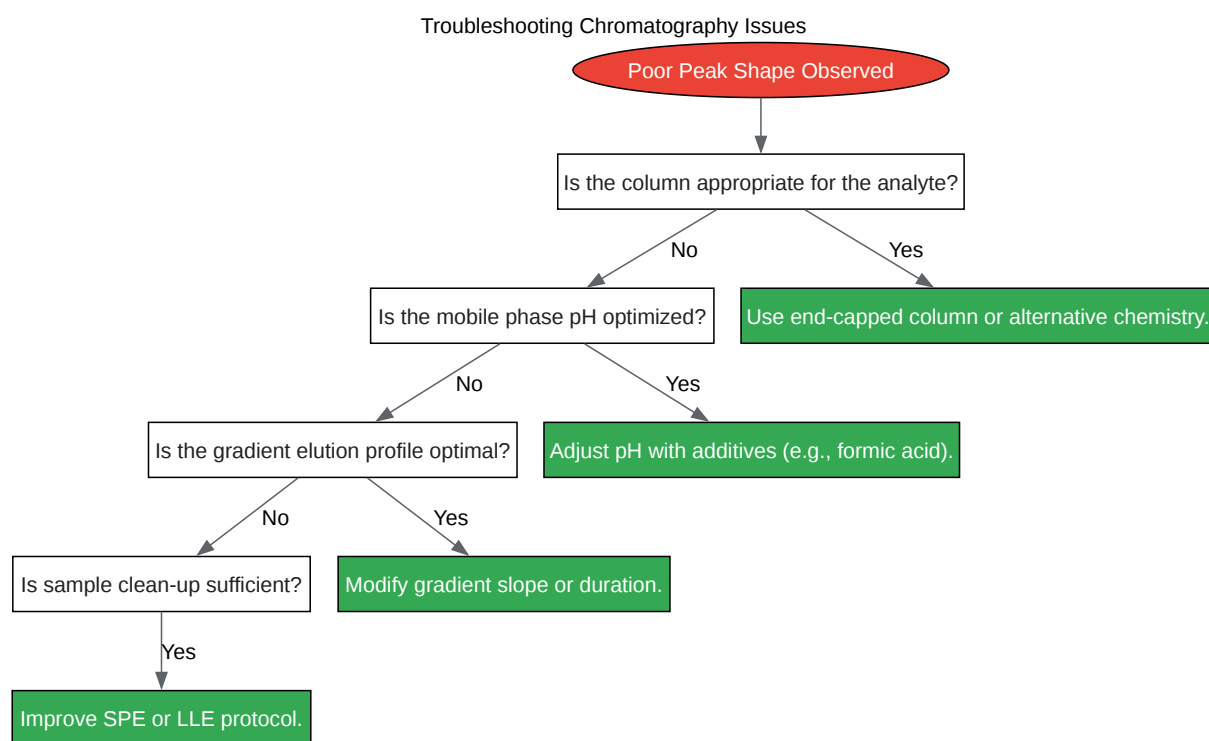 Troubleshooting Chromatography Issues
Poor Peak Shape Observed
Is the column appropriate for the analyte?
No
Yes
Is the mobile phase pH optimized?
Use end-capped column or alternative chemistry.
No
Yes
Is the gradient elution profile optimal?
Adjust pH with additives (e.g., formic acid).
No
Yes
Is sample clean-up sufficient?
Modify gradient slope or duration.
Yes
Improve SPE or LLE protocol.